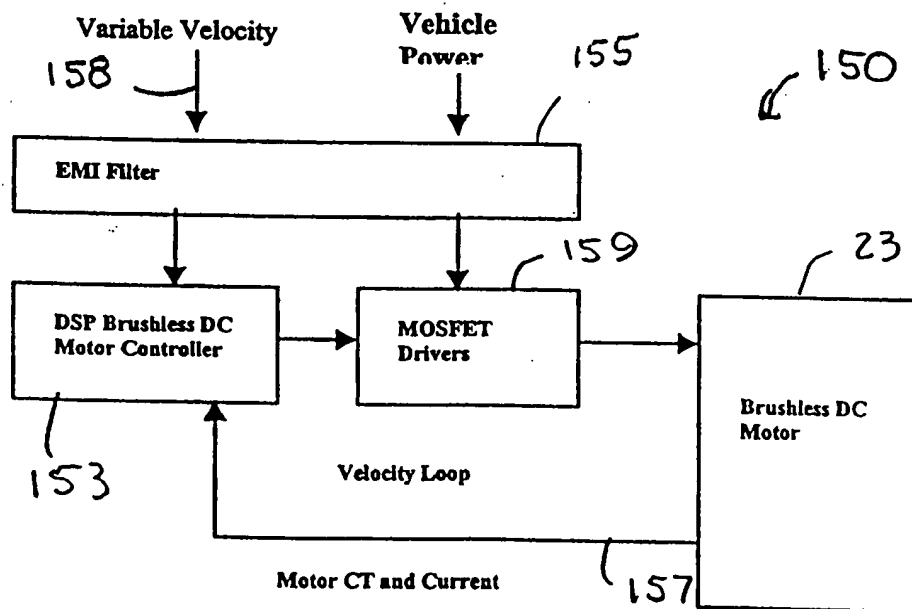 Variable Velocity
Vehicle
Power
158
155
150
EMI Filter
159
23
DSP Brushless DC
Motor Controller
MOSFET
Drivers
Brushless DC
Motor
153
Velocity Loop
Motor CT and Current
157